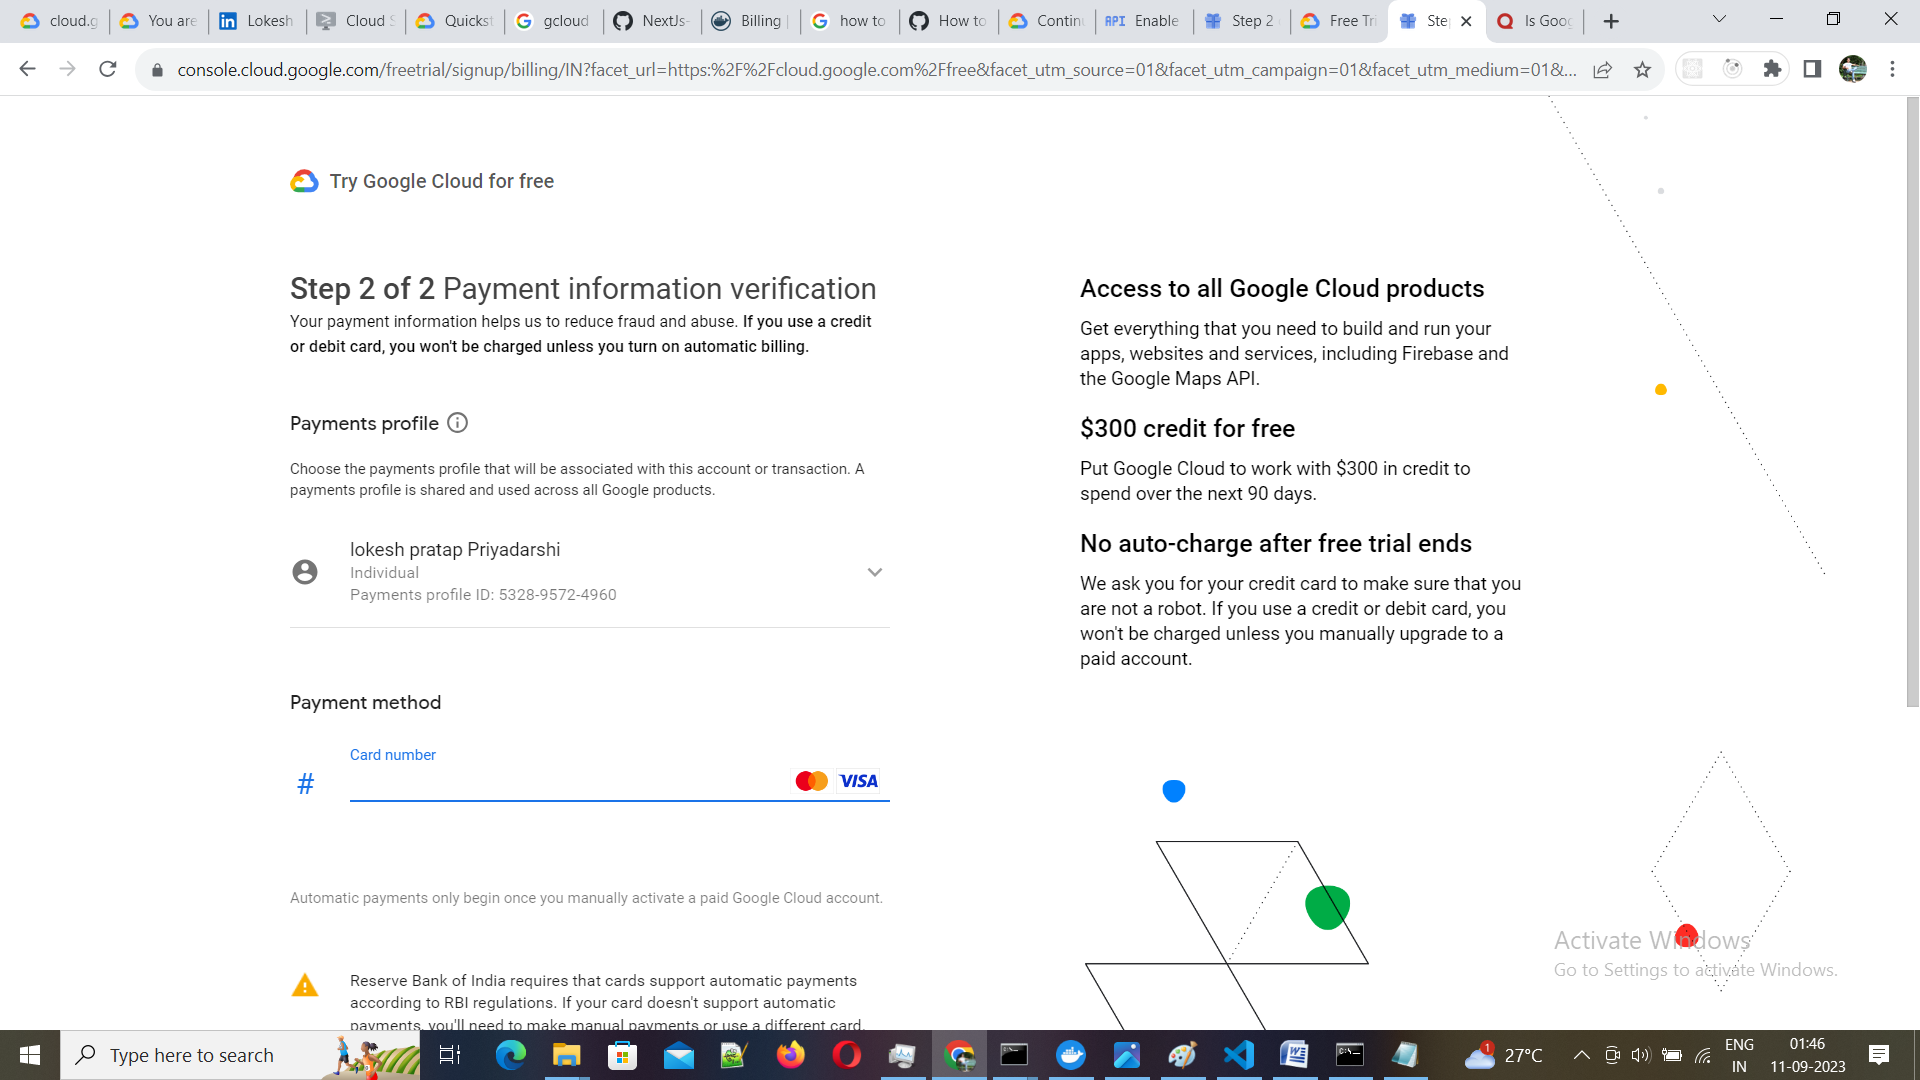 cloud.g
You are
Lokesh
Cloud S
Quickst
gcloud
NextJs-
Billing |
how to
How to
Contin
API Enable
Step 2
Free Tri
Ste
Is Goog
console.cloud.google.com/freetrial/signup/billing/IN?facet_url=https:%2F%2Fcloud.google.com%2Ffree&facet_utm_source=01&facet_utm_campaign=01&facet_utm_medium=01&...
Try Google Cloud for free
Step 2 of 2 Payment information verification
Your payment information helps us to reduce fraud and abuse. If you use a credit
or debit card, you won't be charged unless you turn on automatic billing.
Payments profile
Choose the payments profile that will be associated with this account or transaction. A
payments profile is shared and used across all Google products.
lokesh pratap Priyadarshi
Individual
Payments profile ID: 5328-9572-4960
Payment method
Card number
# VISA
Automatic payments only begin once you manually activate a paid Google Cloud account.
Reserve Bank of India requires that cards support automatic payments
according to RBI regulations. If your card doesn't support automatic
payments, you'll need to make manual payments or use a different card.
Access to all Google Cloud products
Get everything that you need to build and run your
apps, websites and services, including Firebase and
the Google Maps API.
$300 credit for free
Put Google Cloud to work with $300 in credit to
spend over the next 90 days.
No auto-charge after free trial ends
We ask you for your credit card to make sure that you
are not a robot. If you use a credit or debit card, you
won't be charged unless you manually upgrade to a
paid account.
Activate Windows
Go to Settings to activate Windows.
Type here to search
1
27°C
ENG
IN
01:46
11-09-2023